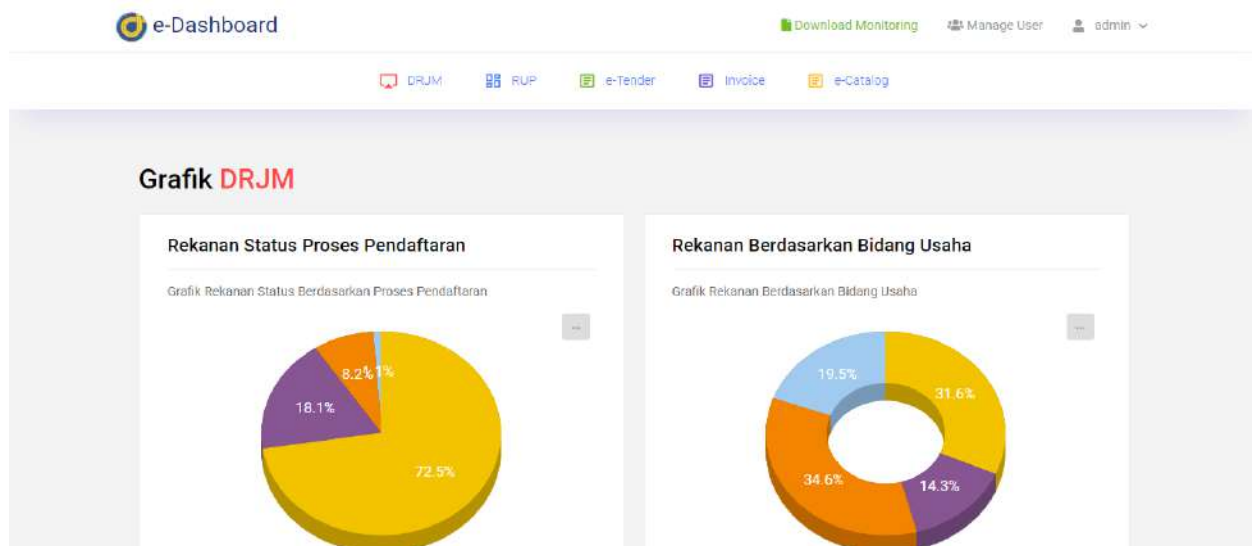 e-Dashboard
Download Monitoring Manage User admin
DRJM RUP e-Tender Invoice e-Catalog
Grafik DRJM
Rekanan Status Proses Pendaftaran
Grafik Rekanan Status Berdasarkan Proses Pendaftaran
...
8.2% 1.1%
18.1%
72.5%
Rekanan Berdasarkan Bidang Usaha
Grafik Rekanan Berdasarkan Bidang Usaha
...
19.5%
31.6%
34.6%
14.3%